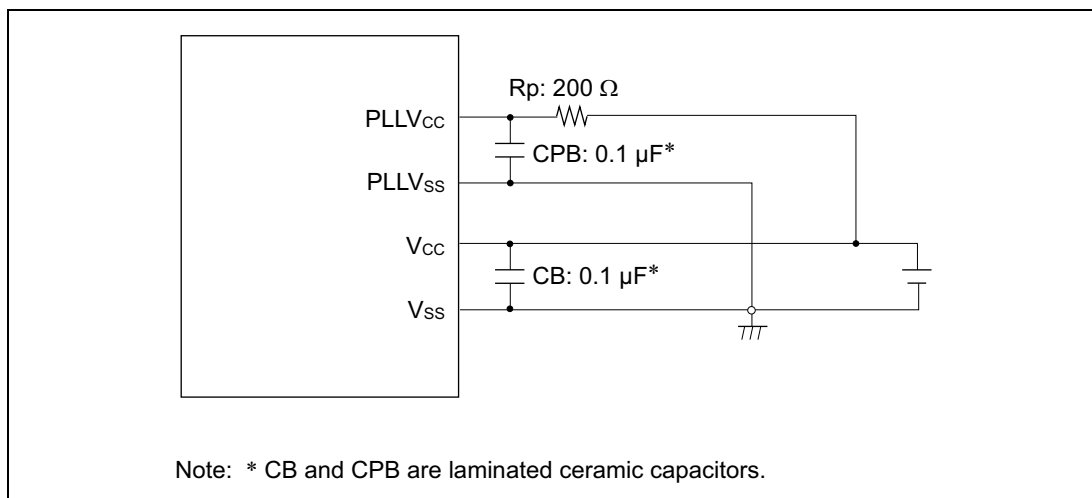 Rp: 200 Ω
PLLVCC
CPB: 0.1 µF*
PLLVSS
VCC
CB: 0.1 µF*
VSS
Note: * CB and CPB are laminated ceramic capacitors.